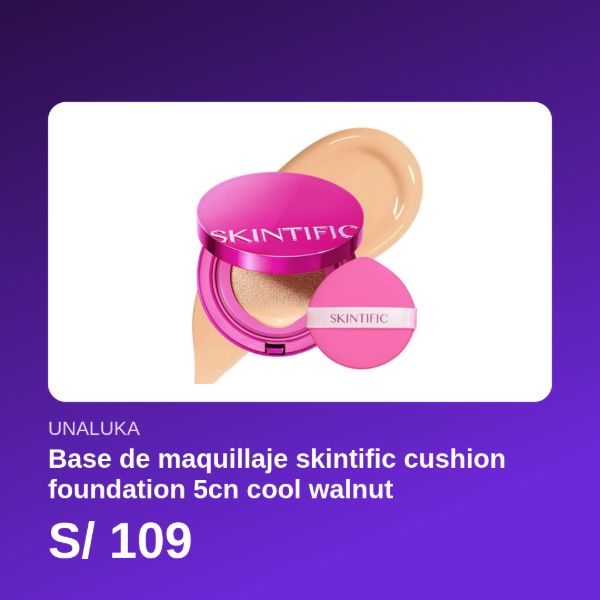 SKINTIFIC
SKINTIFIC
UNALUKA
Base de maquillaje skintific cushion
foundation 5cn cool walnut
S/ 109